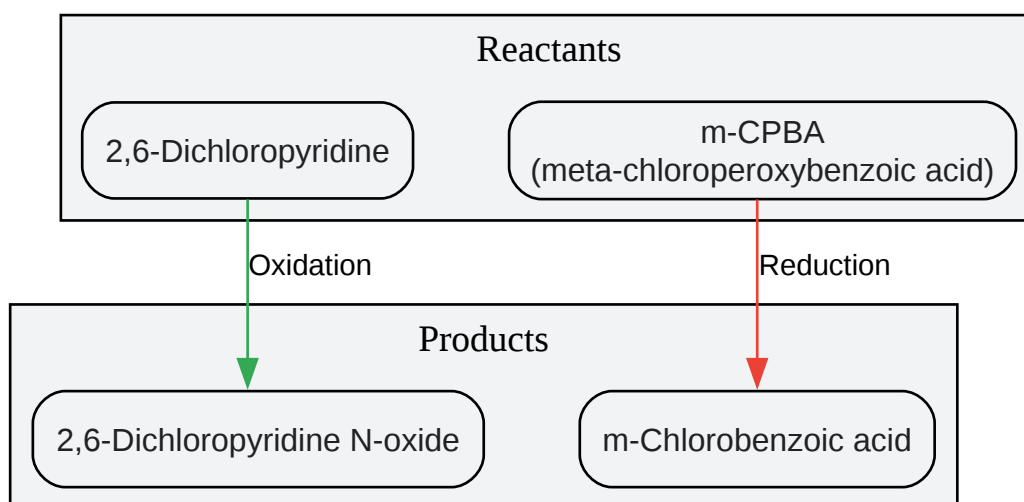 Reactants
2,6-Dichloropyridine
m-CPBA
(meta-chloroperoxybenzoic acid)
Oxidation
Reduction
Products
2,6-Dichloropyridine N-oxide
m-Chlorobenzoic acid